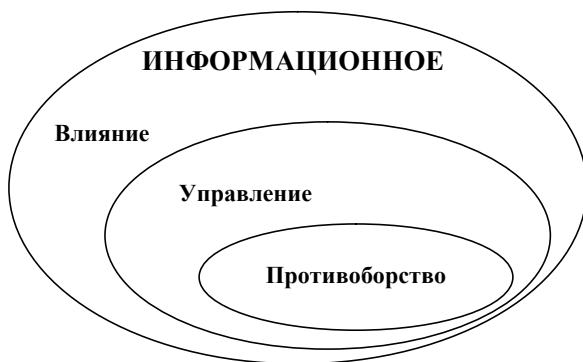 ИНФОРМАЦИОННОЕ
Влияние
Управление
Противоборство